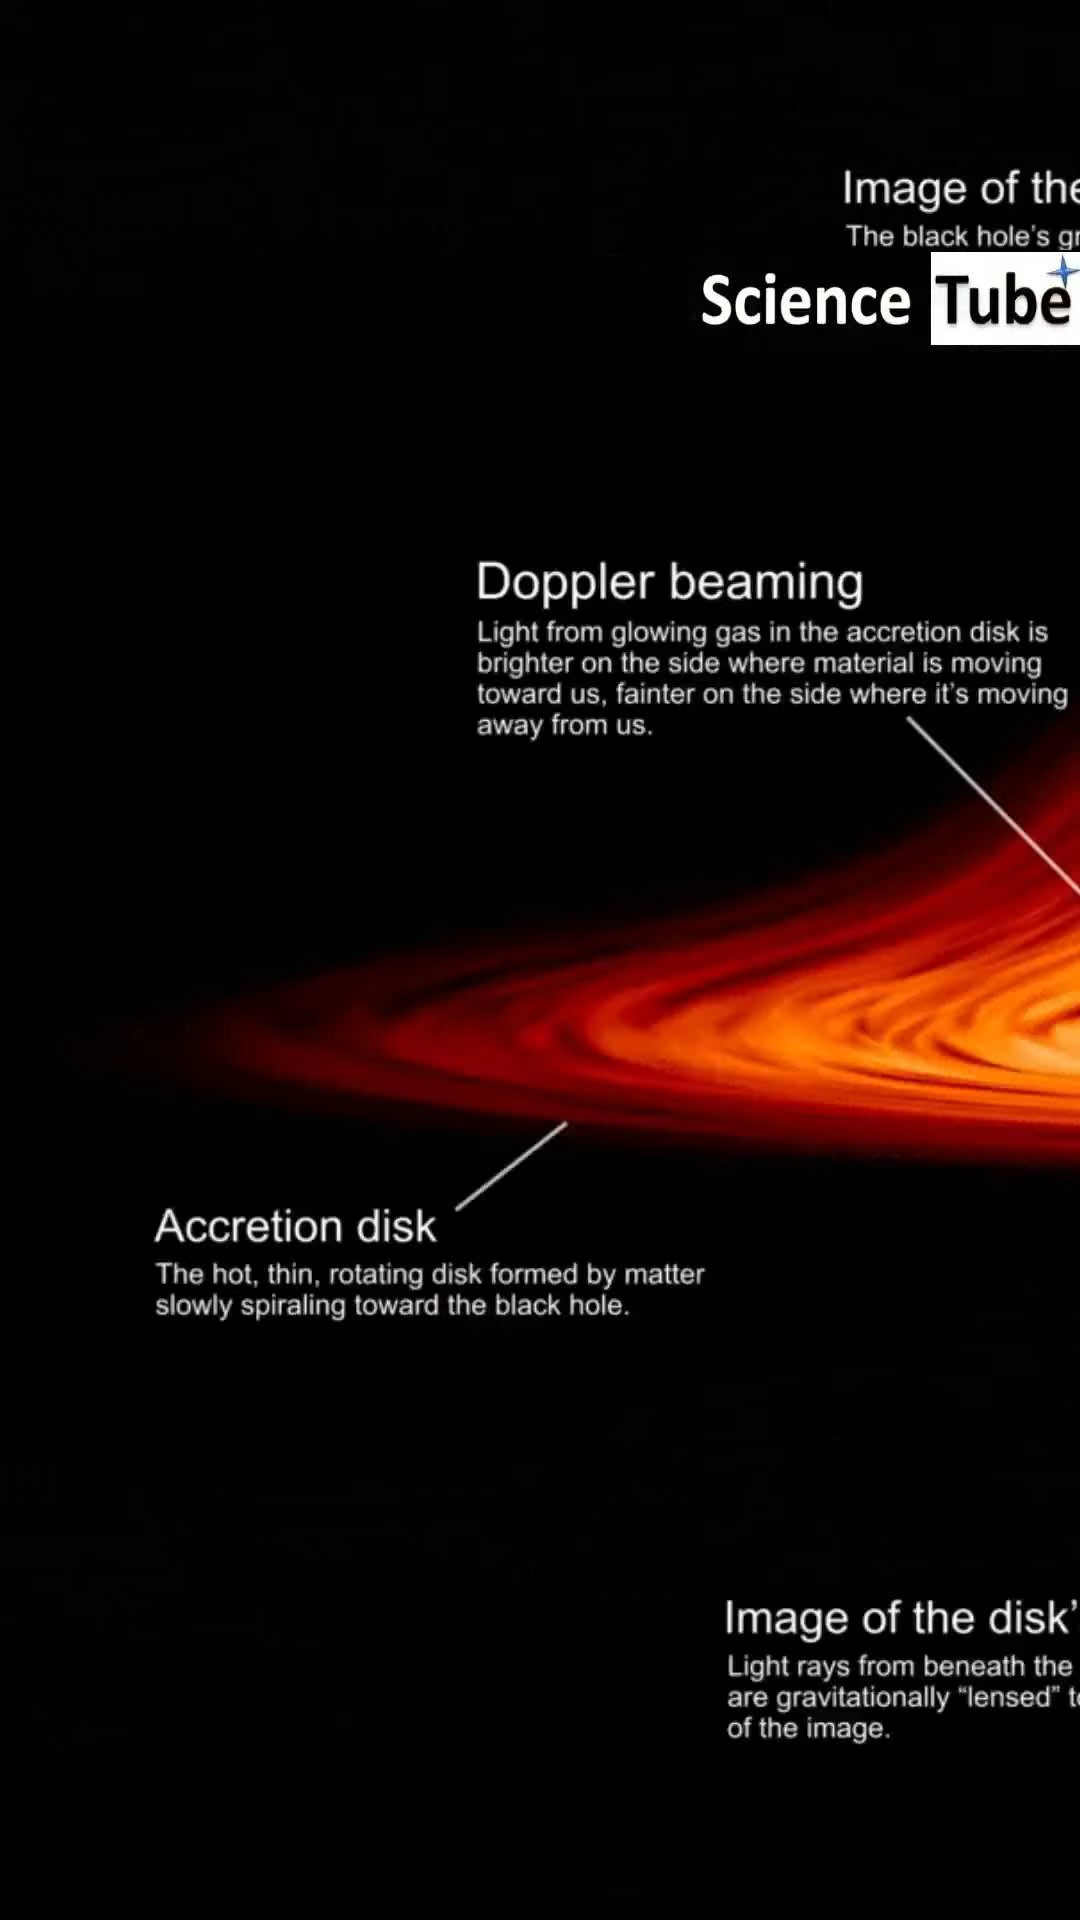 Image of the
The black hole's
Science Tube
Doppler beaming
Light from glowing gas in the accretion disk is
brighter on the side where material is moving
toward us, fainter on the side where it's moving
away from us.
Accretion disk
The hot, thin, rotating disk formed by matter
slowly spiraling toward the black hole.
Image of the disk'
Light rays from beneath the
are gravitationally “lensed”
of the image.